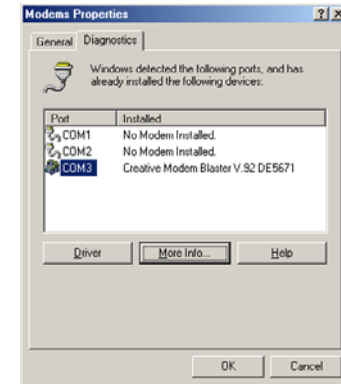 Modems Properties
General Diagnostics
Windows detected the following ports, and has
already installed the following devices:
Port Installed
COM1 No Modem Installed.
COM2 No Modem Installed.
COM3 Creative Modem Blaster V.92 DE5671
Driver More Info... Help
OK Cancel